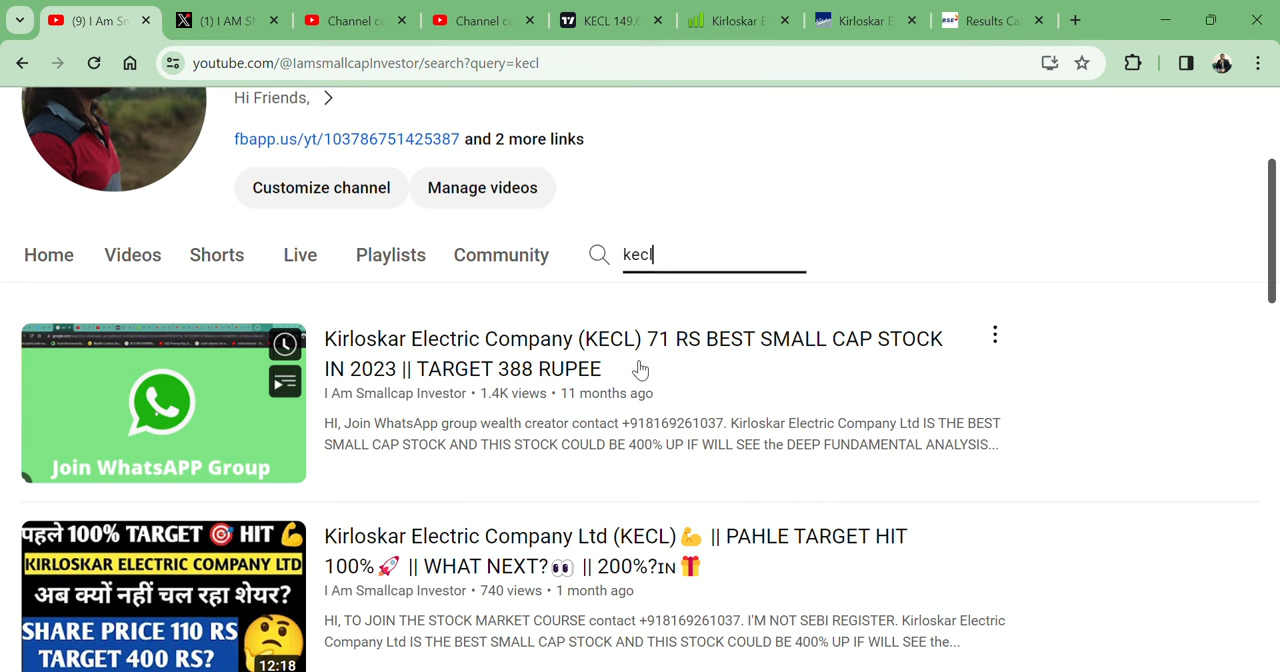 (9) I Am Sn
(1) I AM SM
Channel co
Channel co
KECL 149.6
Kirloskar E
Kirloskar E
Results Ca
youtube.com/@IamsmallcapInvestor/search?query=kecl
Hi Friends,
fbapp.us/yt/103786751425387 and 2 more links
Customize channel
Manage videos
Home
Videos
Shorts
Live
Playlists
Community
kecl
Join WhatsAPP Group
Kirloskar Electric Company (KECL) 71 RS BEST SMALL CAP STOCK
IN 2023 || TARGET 388 RUPEE
I Am Smallcap Investor • 1.4K views • 11 months ago
HI, Join WhatsApp group wealth creator contact +918169261037. Kirloskar Electric Company Ltd IS THE BEST
SMALL CAP STOCK AND THIS STOCK COULD BE 400% UP IF WILL SEE the DEEP FUNDAMENTAL ANALYSIS...
पहले 100% TARGET 🎯 HIT 💪
KIRLOSKAR ELECTRIC COMPANY LTD
अब क्यों नहीं चल रहा शेयर?
SHARE PRICE 110 RS
TARGET 400 RS?
12:18
Kirloskar Electric Company Ltd (KECL)💪 || PAHLE TARGET HIT
100%🚀 || WHAT NEXT?👀 || 200%?ɪɴ🎁
I Am Smallcap Investor • 740 views • 1 month ago
HI, TO JOIN THE STOCK MARKET COURSE contact +918169261037. I'M NOT SEBI REGISTER. Kirloskar Electric
Company Ltd IS THE BEST SMALL CAP STOCK AND THIS STOCK COULD BE 400% UP IF WILL SEE the...